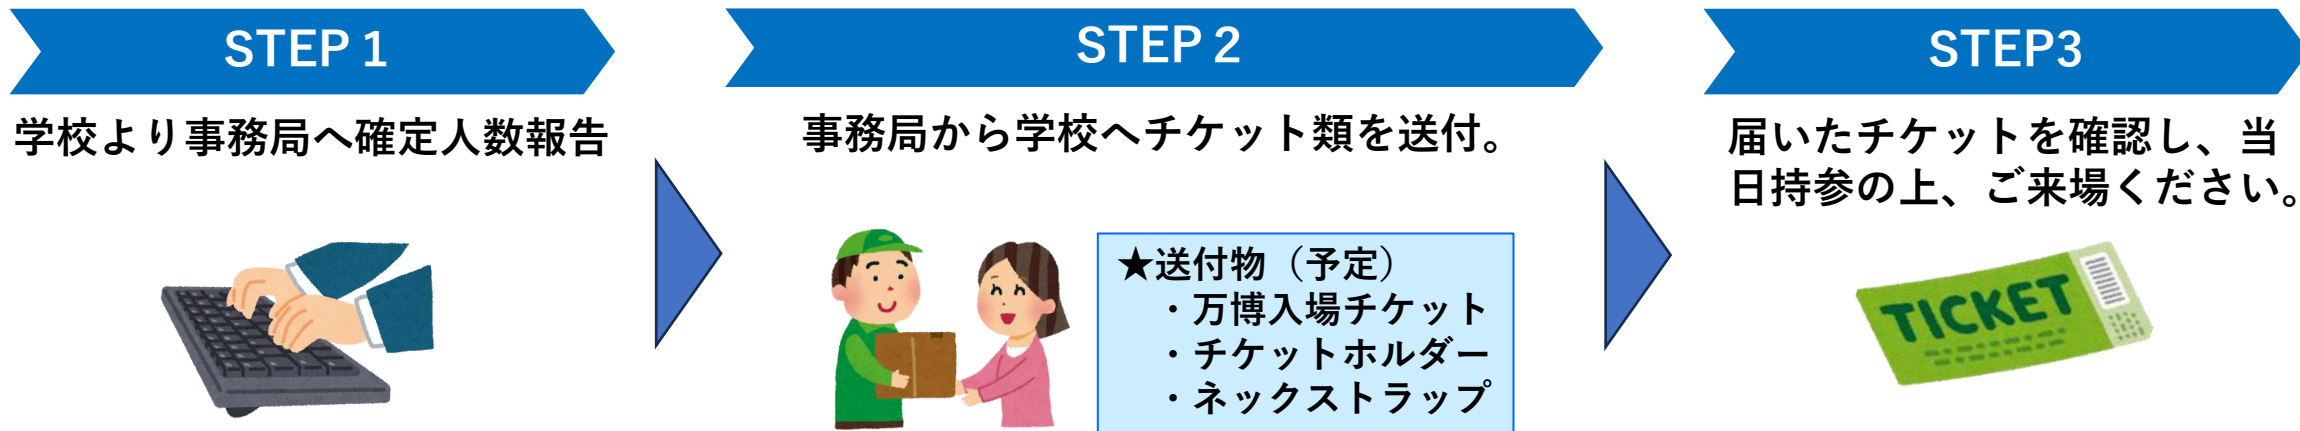 STEP１
学校より事務局へ確定人数報告
STEP２
事務局から学校へチケット類を送付。
★送付物（予定）
・万博入場チケット
・チケットホルダー
・ネックストラップ
STEP3
届いたチケットを確認し、当
日持参の上、ご来場ください。
TICKET